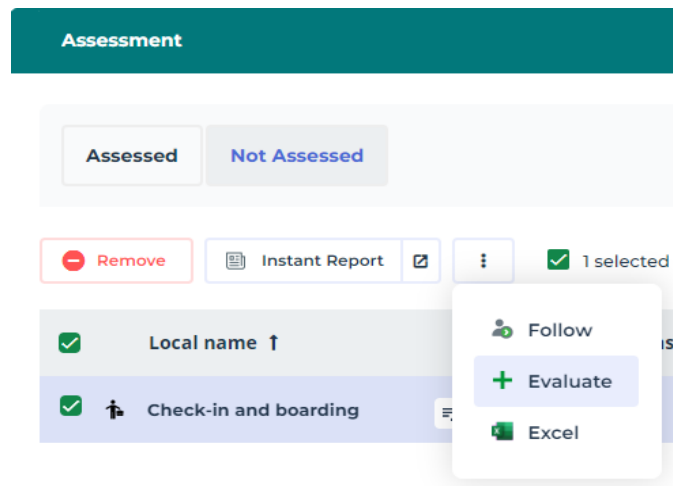 Assessment
Assessed Not Assessed
Remove Instant Report 1 selected
Local name ↑
Follow
Check-in and boarding
Evaluate
Excel